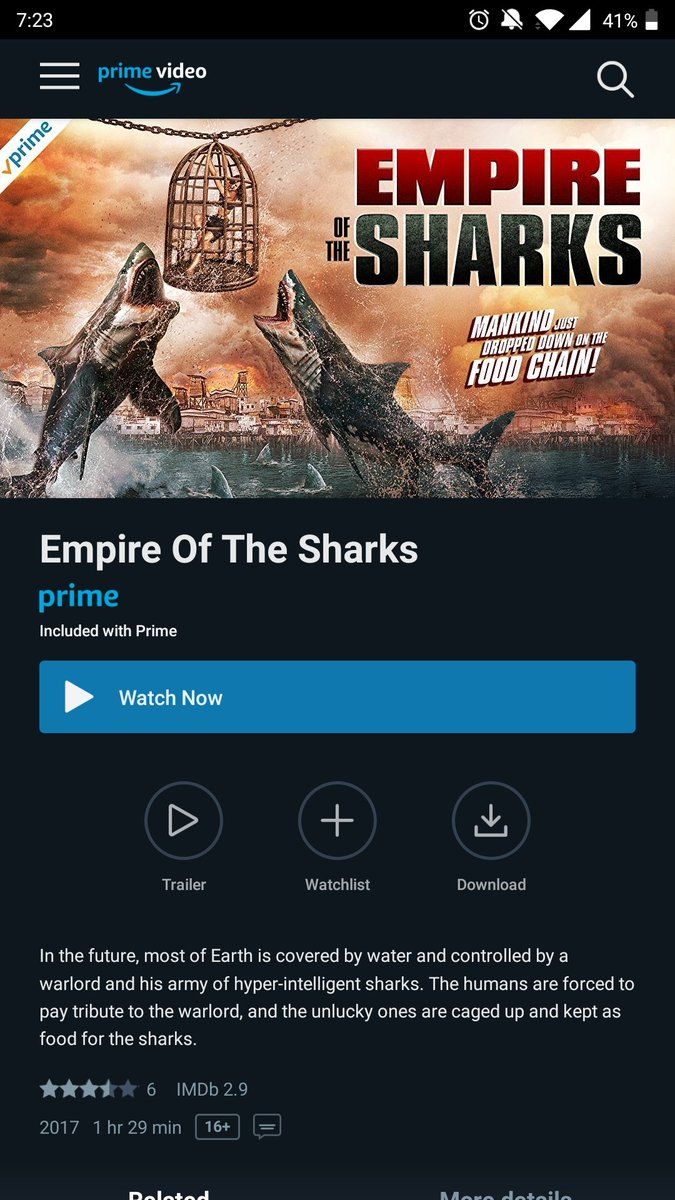 7:23
41%
prime video
prime
EMPIRE
OF THE SHARKS
MANKIND JUST
DROPPED DOWN ON THE
FOOD CHAIN!
Empire Of The Sharks
prime
Included with Prime
Watch Now
Trailer Watchlist Download
In the future, most of Earth is covered by water and controlled by a
warlord and his army of hyper-intelligent sharks. The humans are forced to
pay tribute to the warlord, and the unlucky ones are caged up and kept as
food for the sharks.
6 IMDb 2.9
2017 1 hr 29 min 16+
Related More details